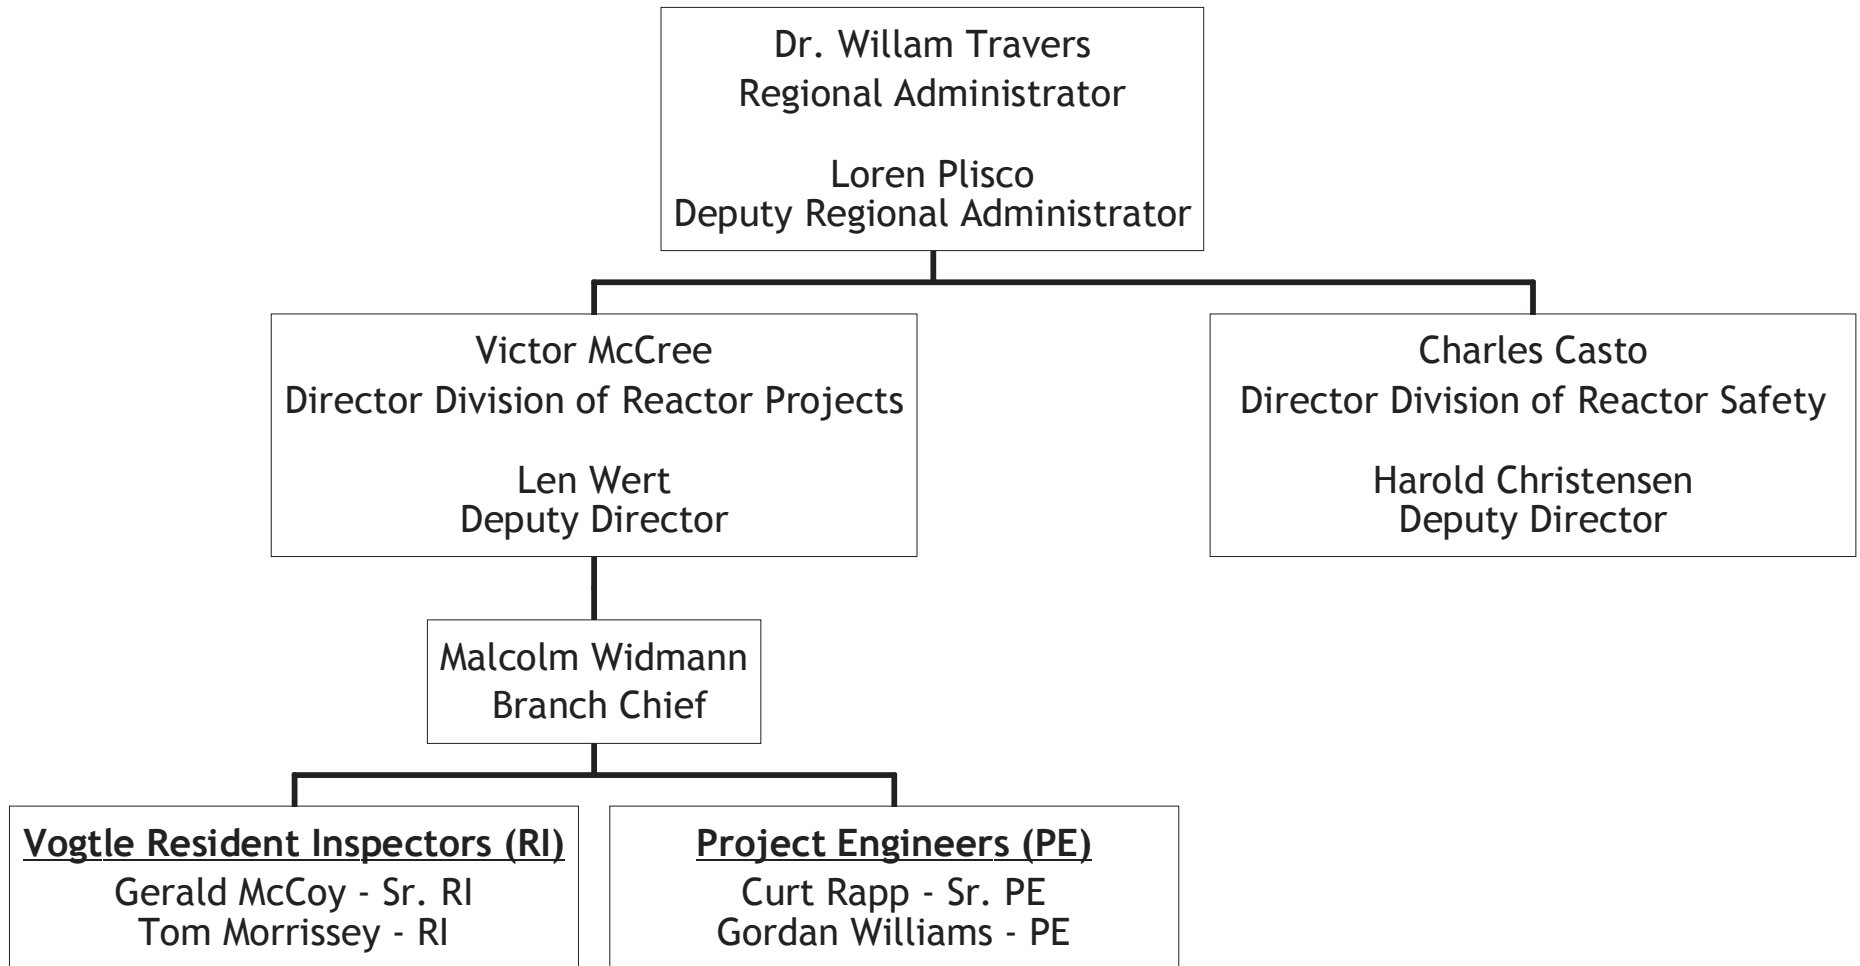 Dr. Willam Travers
Regional Administrator
Loren Plisco
Deputy Regional Administrator
Victor McCree
Director Division of Reactor Projects
Len Wert
Deputy Director
Charles Casto
Director Division of Reactor Safety
Harold Christensen
Deputy Director
Malcolm Widmann
Branch Chief
Vogtle Resident Inspectors (RI)
Gerald McCoy - Sr. RI
Tom Morrissey - RI
Project Engineers (PE)
Curt Rapp - Sr. PE
Gordan Williams - PE